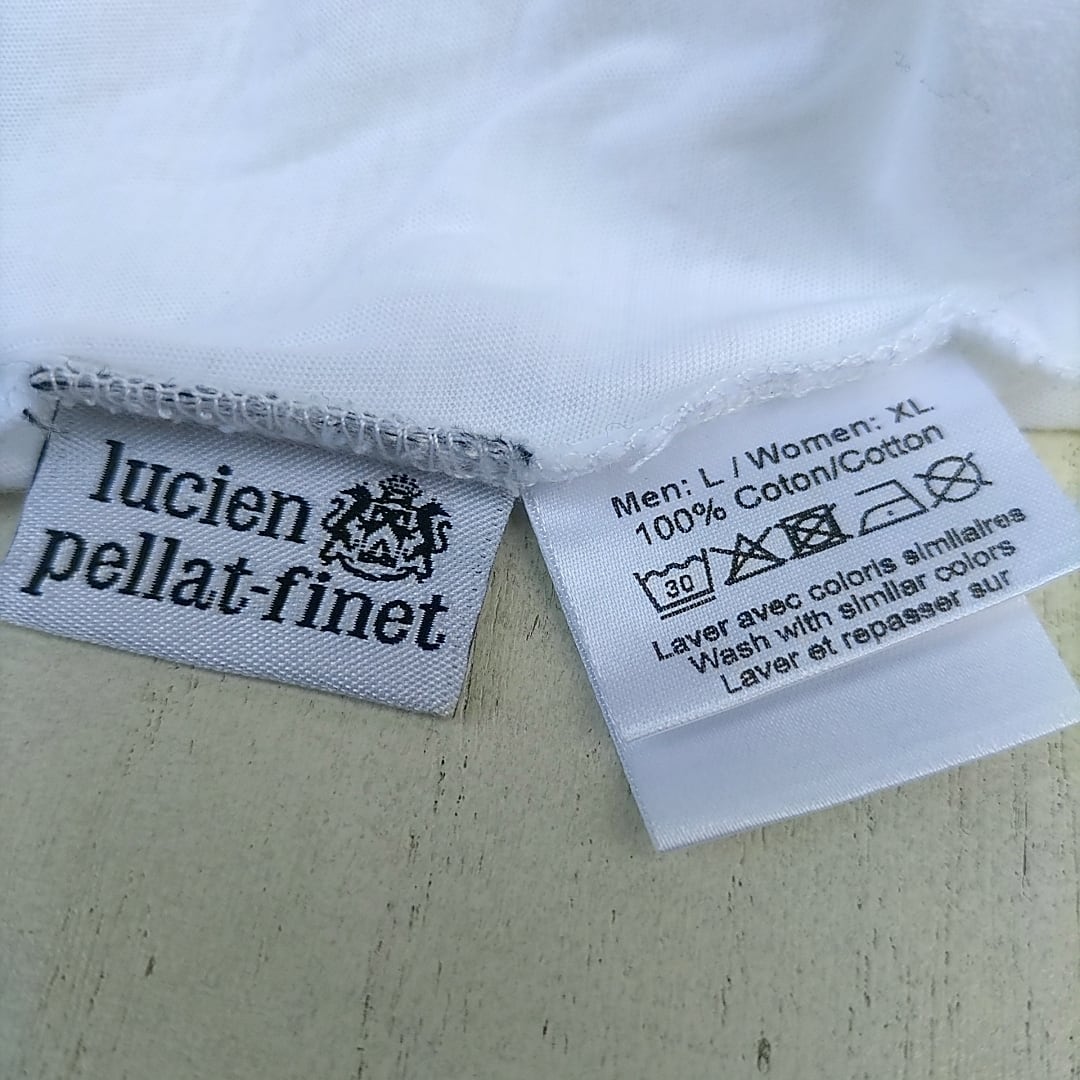 lucien
pellat-finet
Men: L / Women: XL
100% Coton/Cotton
30
Laver avec coloris similaires
Wash with similar colors
Laver et repasser sur